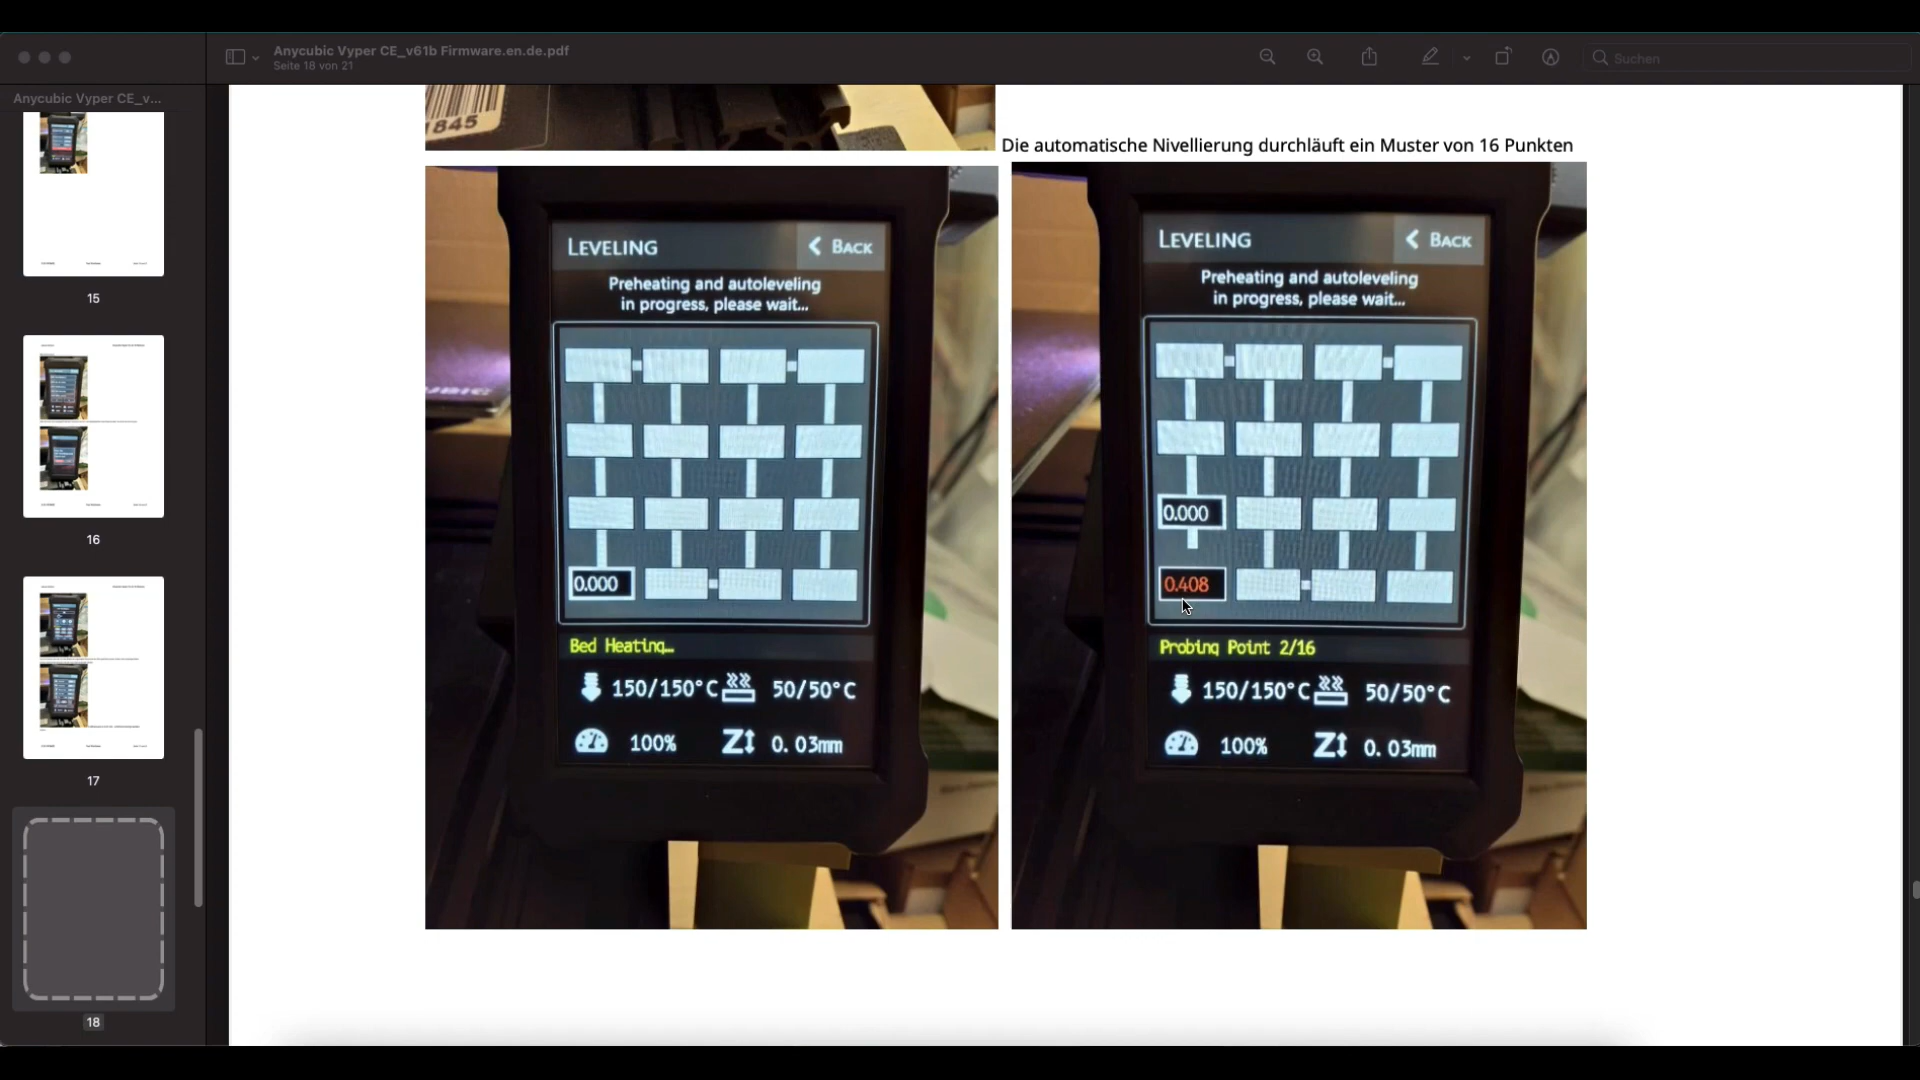 Anycubic Vyper CE_v61b Firmware.en.de.pdf
Seite 18 von 21
Suchen
Anycubic Vyper CE_v...
15
16
17
18
1845
Die automatische Nivellierung durchläuft ein Muster von 16 Punkten
LEVELING
BACK
Preheating and autoleveling
in progress, please wait...
0.000
Bed Heating...
150/150°C
50/50°C
100%
Z
0.03mm
LEVELING
BACK
Preheating and autoleveling
in progress, please wait...
0.000
0.408
Probing Point 2/16
150/150°C
50/50°C
100%
Z
0.03mm